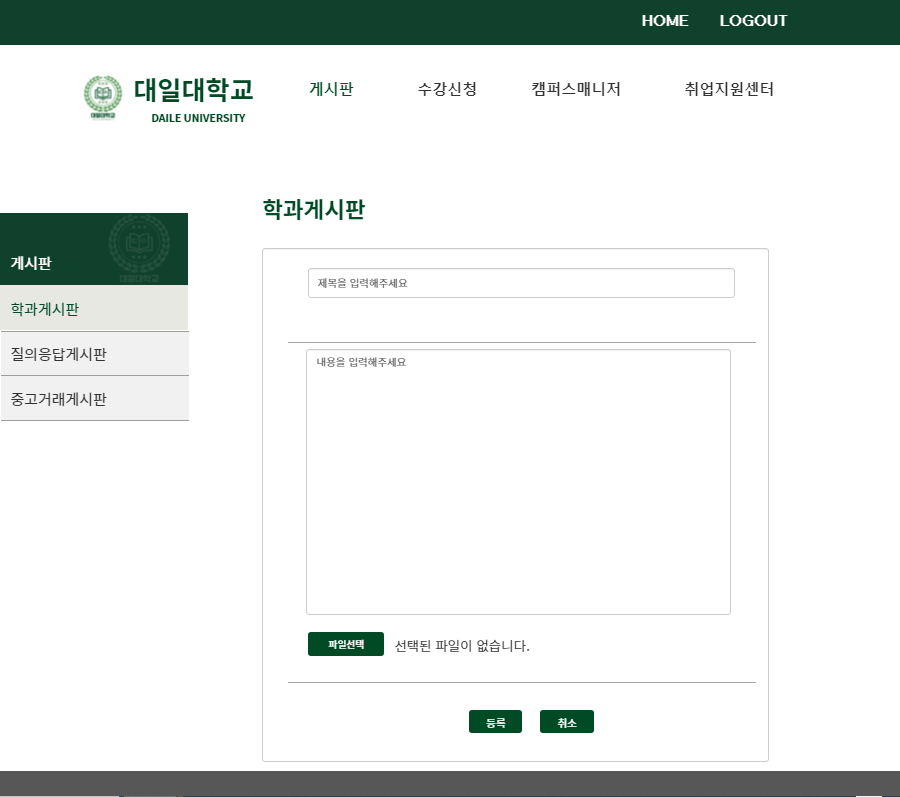 HOME LOGOUT
대일대학교
DAILE UNIVERSITY
게시판 수강신청 캠퍼스매니저 취업지원센터
게시판
학과게시판
질의응답게시판
중고거래게시판
학과게시판
제목을 입력해주세요
내용을 입력해주세요
파일선택 선택된 파일이 없습니다.
등록 취소